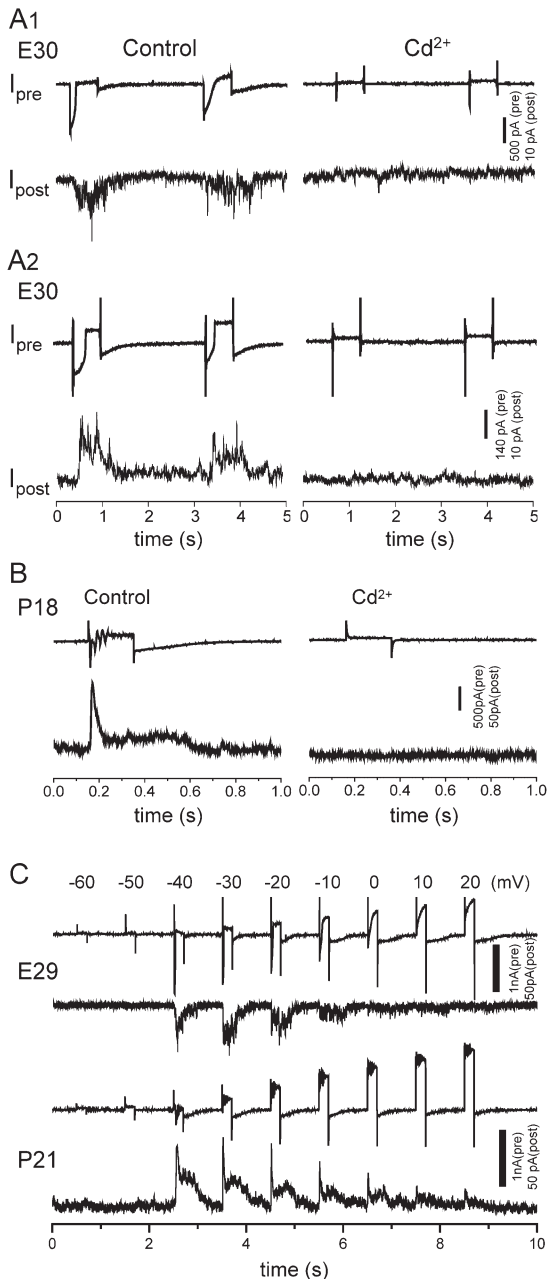 A1
E30
Control
Cd2+
Ipre
500 pA (pre)
10 pA (post)
Ipost
A2
E30
Ipre
140 pA (pre)
10 pA (post)
Ipost
0 1 2 3 4 5
0 1 2 3 4 5
time (s)
time (s)
B
P18
Control
Cd2+
500pA(pre)
50pA(post)
0.0 0.2 0.4 0.6 0.8 1.0
0.0 0.2 0.4 0.6 0.8 1.0
time (s)
time (s)
C
-60 -50 -40 -30 -20 -10 0 10 20 (mV)
E29
1nA(pre)
50pA(post)
P21
1nA(pre)
50 pA(post)
0 2 4 6 8 10
time (s)